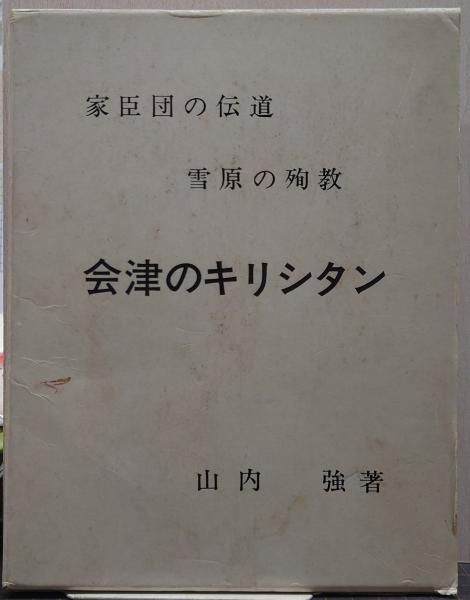 家臣団の伝道
雪原の殉教
会津のキリシタン
山内 強著